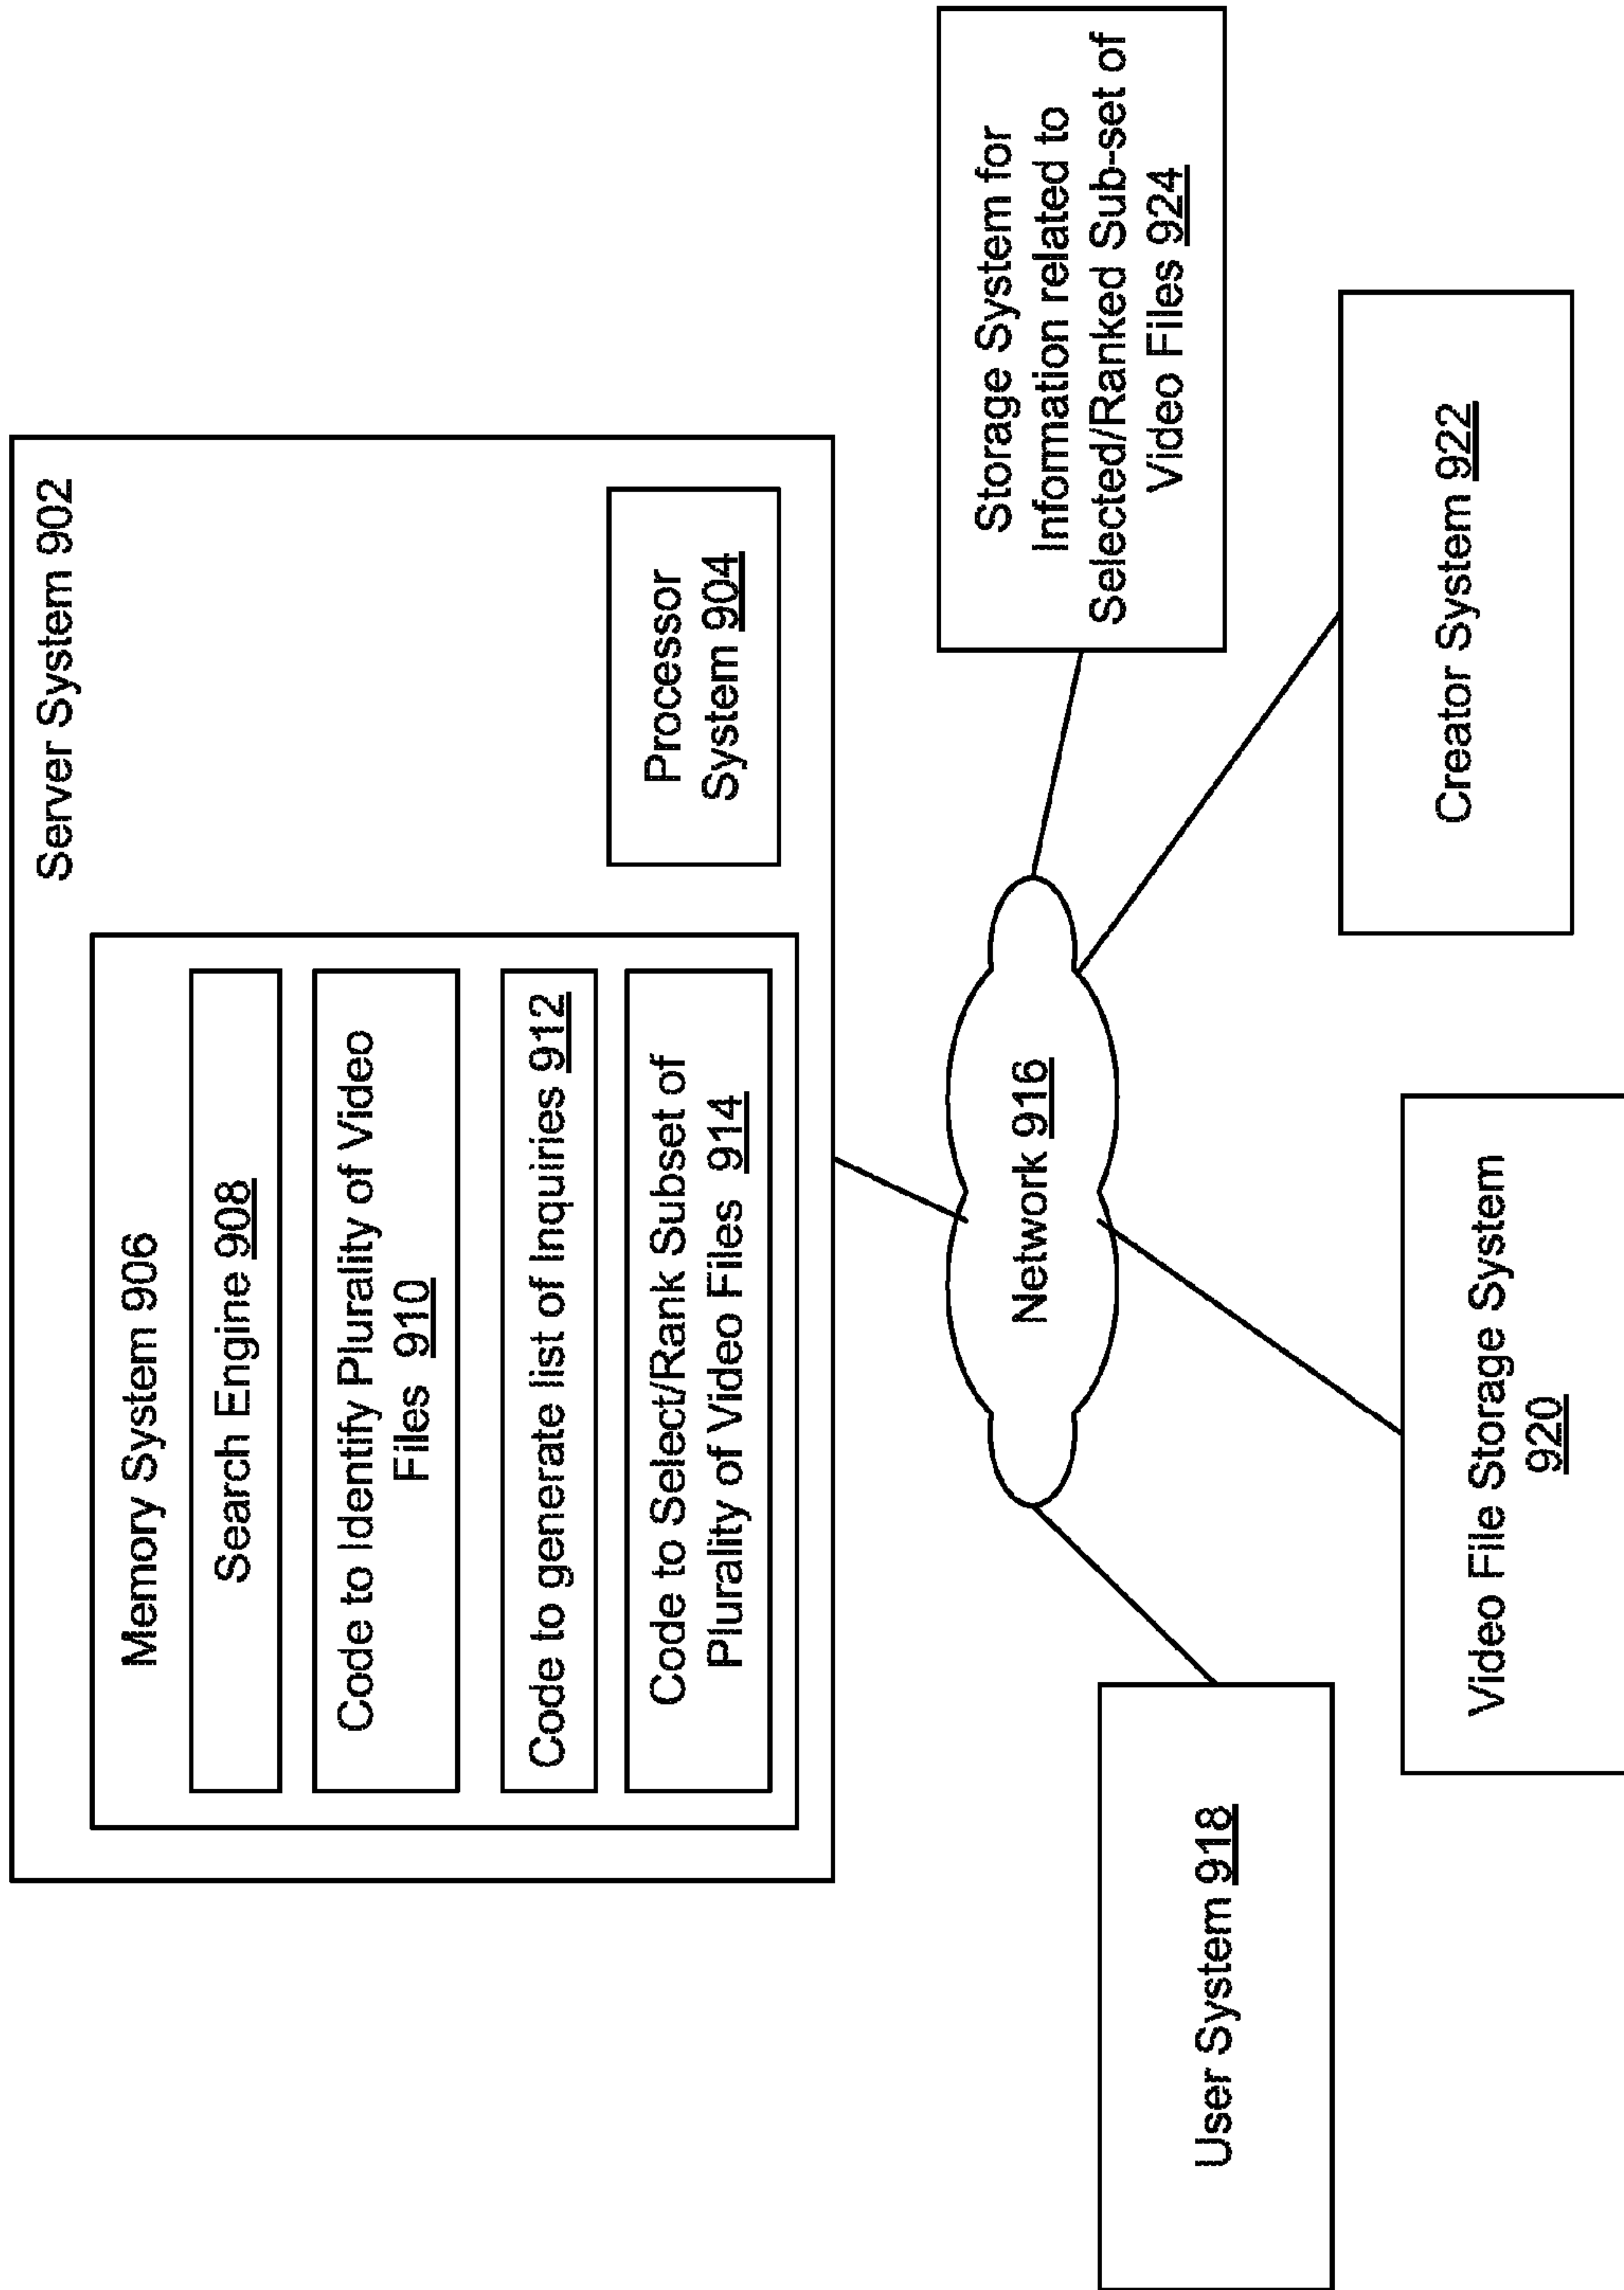 Server System 902
Memory System 906
Search Engine 908
Code to Identify Plurality of Video
Files 910
Code to generate list of Inquiries 912
Code to Select/Rank Subset of
Plurality of Video Files 914
Processor
System 904
Network 916
User System 918
Video File Storage System
920
Creator System 922
Storage System for
Information related to
Selected/Ranked Sub-set of
Video Files 924